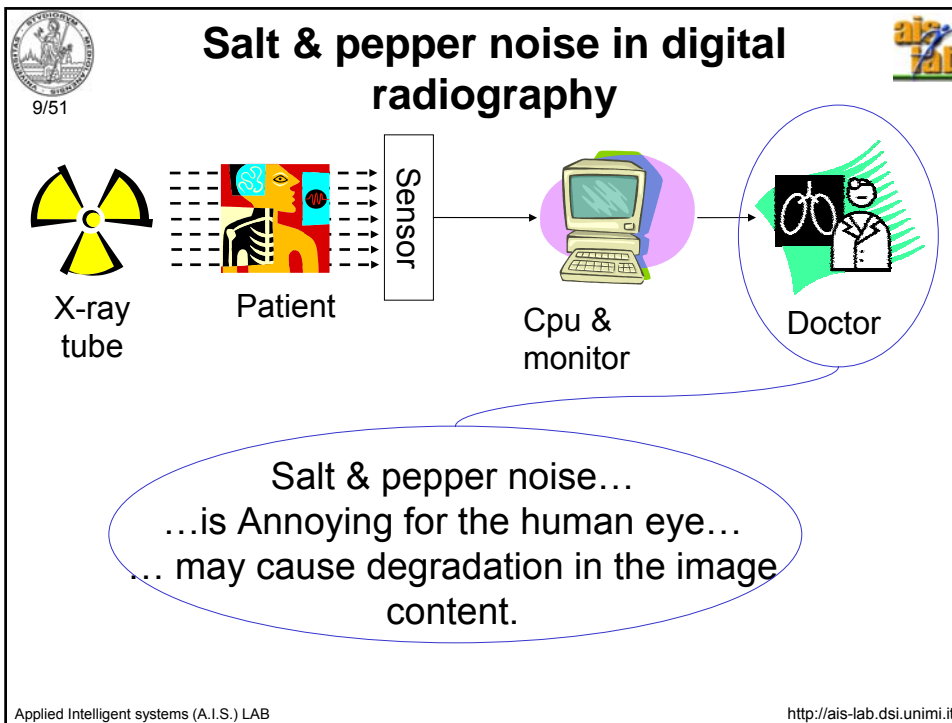 Salt & pepper noise in digital
radiography
ais
lab
9/51
Sensor
X-ray
tube
Patient
Cpu &
monitor
Doctor
Salt & pepper noise…
…is Annoying for the human eye…
… may cause degradation in the image
content.
Applied Intelligent systems (A.I.S.) LAB
http://ais-lab.dsi.unimi.it